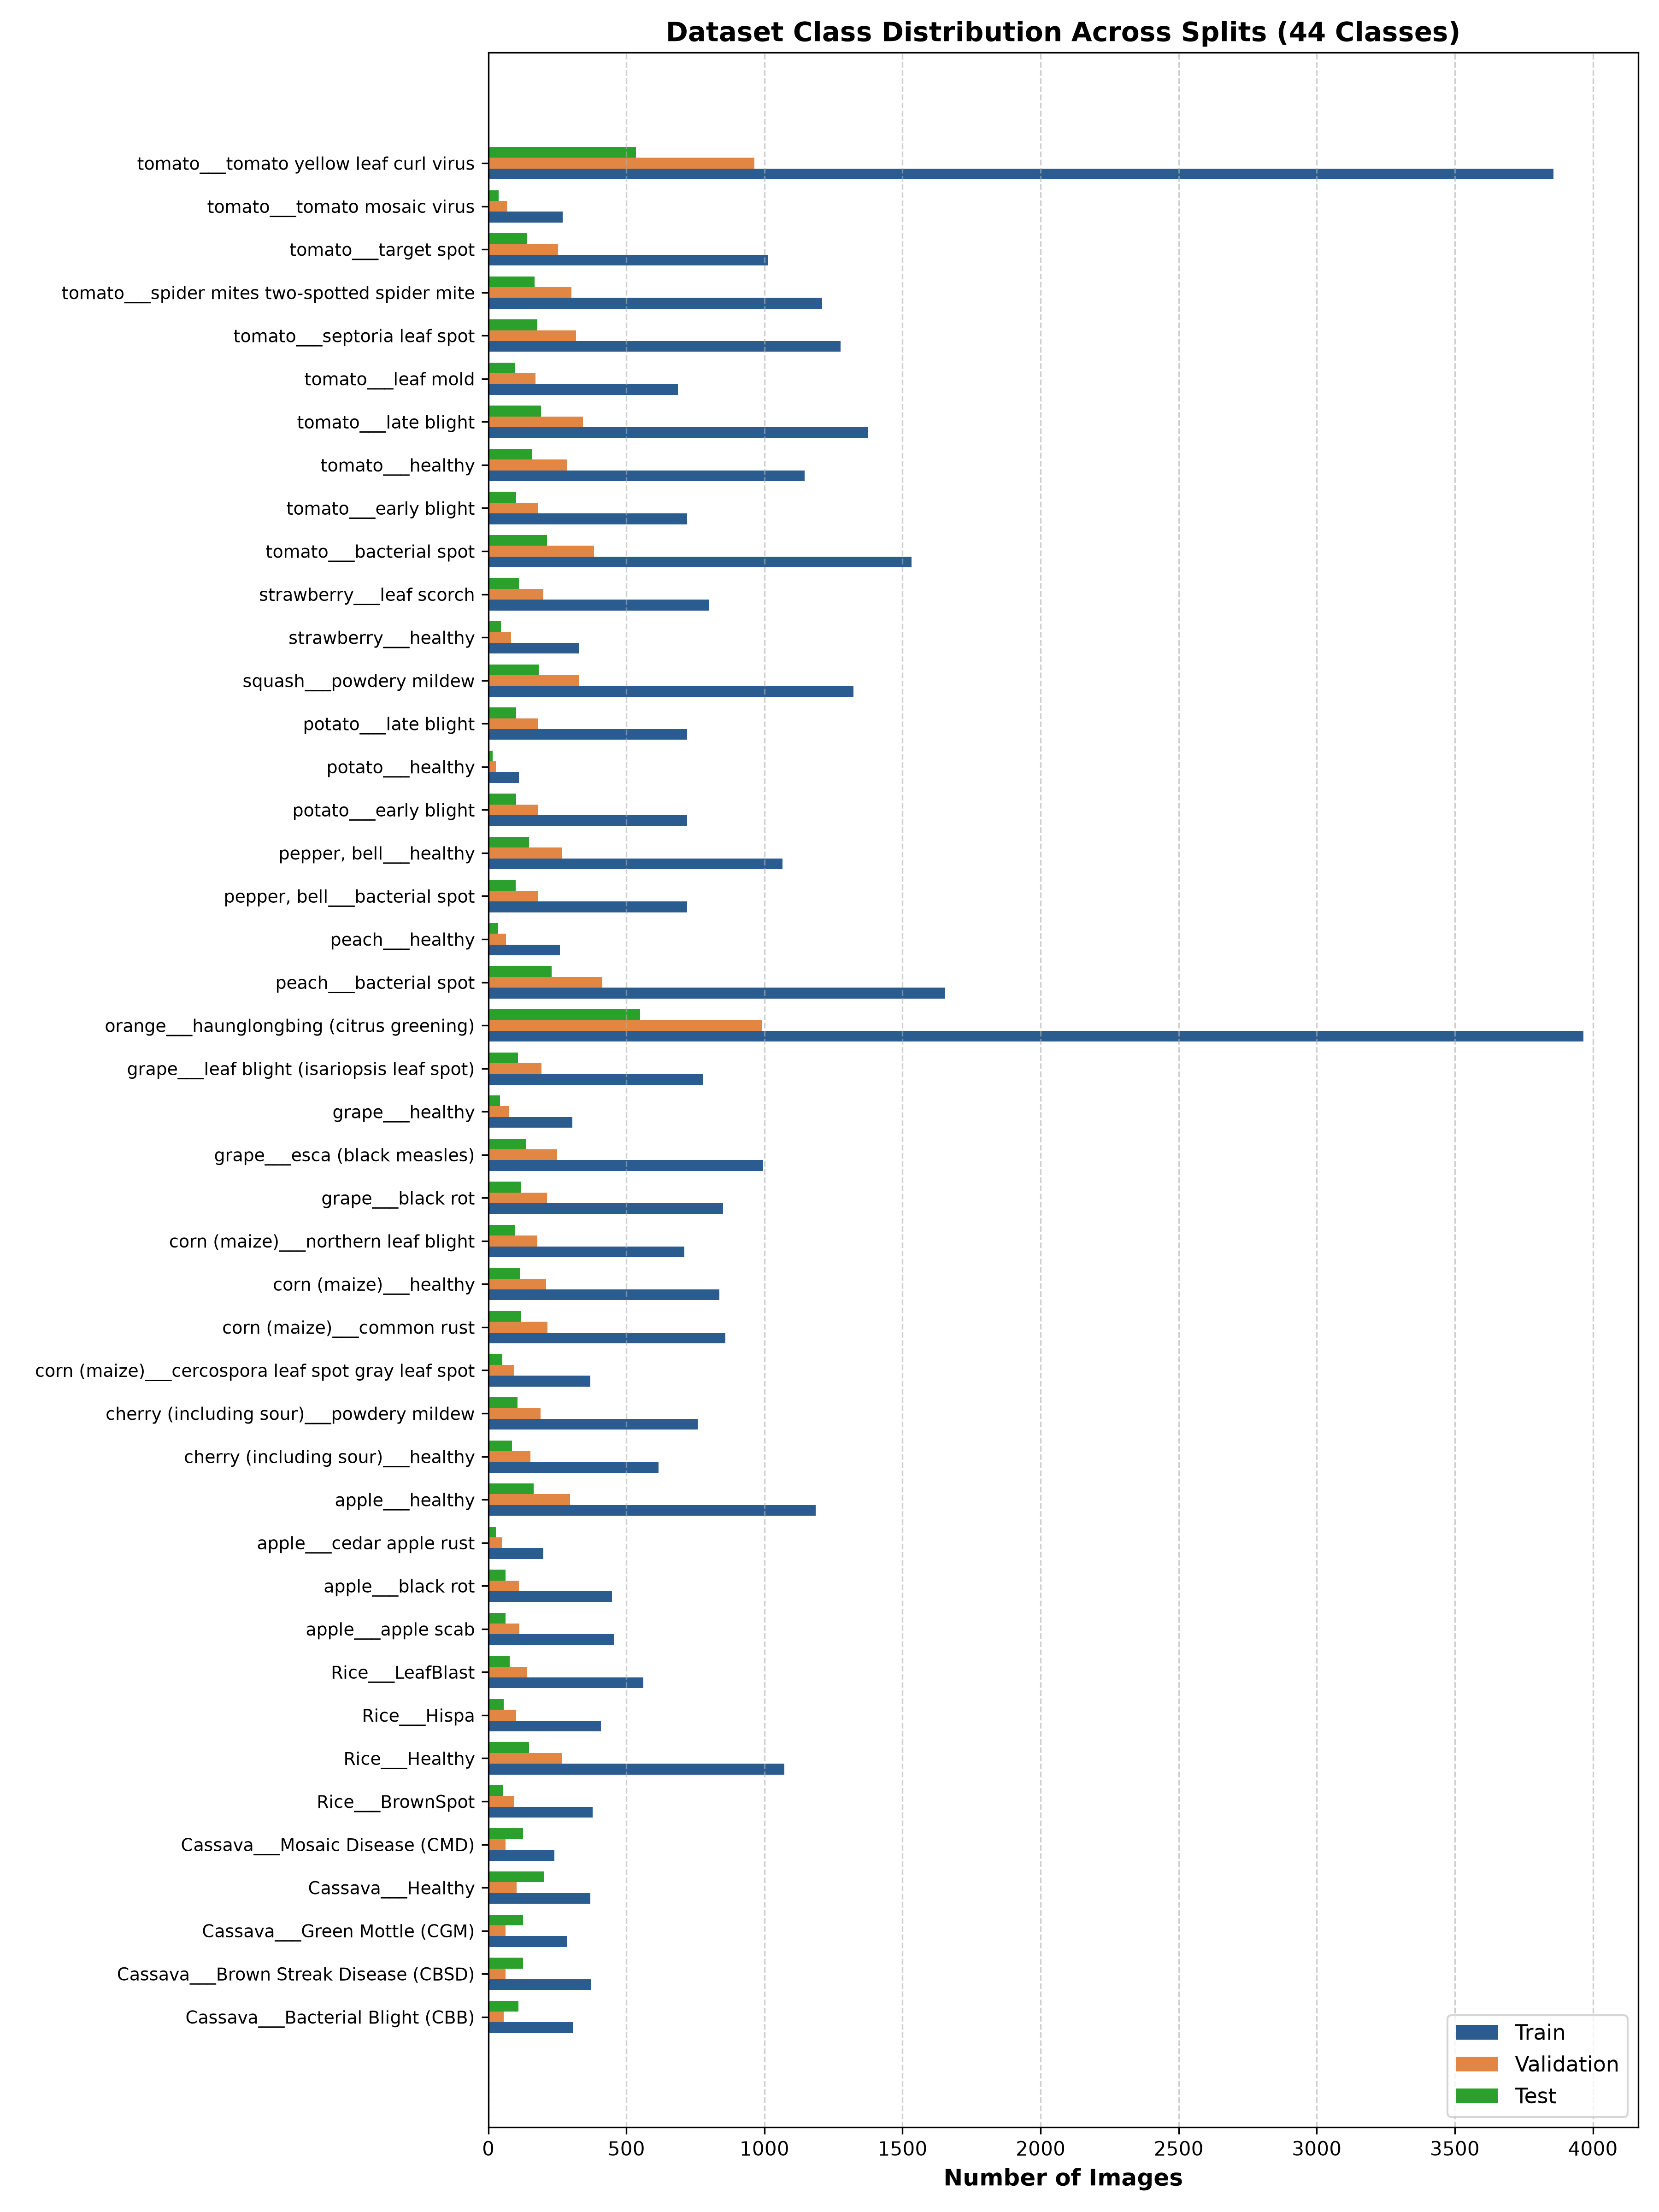 Dataset Class Distribution Across Splits (44 Classes)
tomato___tomato yellow leaf curl virus
tomato___tomato mosaic virus
tomato___target spot
tomato___spider mites two-spotted spider mite
tomato___septoria leaf spot
tomato___leaf mold
tomato___late blight
tomato___healthy
tomato___early blight
tomato___bacterial spot
strawberry___leaf scorch
strawberry___healthy
squash___powdery mildew
potato___late blight
potato___healthy
potato___early blight
pepper, bell___healthy
pepper, bell___bacterial spot
peach___healthy
peach___bacterial spot
orange___haunglongbing (citrus greening)
grape___leaf blight (isariopsis leaf spot)
grape___healthy
grape___esca (black measles)
grape___black rot
corn (maize)___northern leaf blight
corn (maize)___healthy
corn (maize)___common rust
corn (maize)___cercospora leaf spot gray leaf spot
cherry (including sour)___powdery mildew
cherry (including sour)___healthy
apple___healthy
apple___cedar apple rust
apple___black rot
apple___apple scab
Rice___LeafBlast
Rice___Hispa
Rice___Healthy
Rice___BrownSpot
Cassava___Mosaic Disease (CMD)
Cassava___Healthy
Cassava___Green Mottle (CGM)
Cassava___Brown Streak Disease (CBSD)
Cassava___Bacterial Blight (CBB)
Train
Validation
Test
0 500 1000 1500 2000 2500 3000 3500 4000
Number of Images